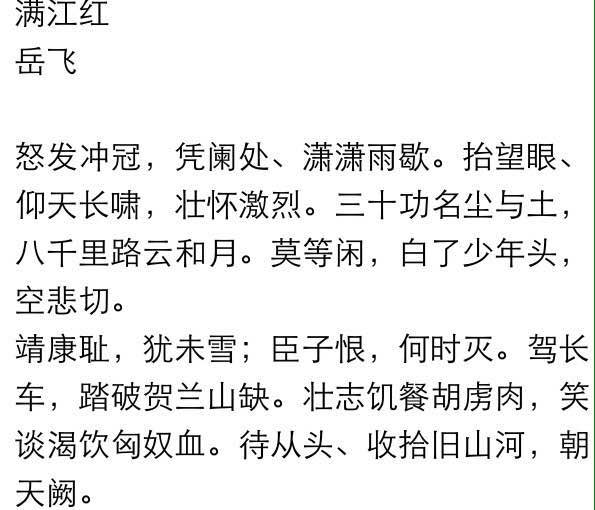 满江红
岳飞
怒发冲冠，凭阑处、潇潇雨歇。抬望眼、
仰天长啸，壮怀激烈。三十功名尘与土，
八千里路云和月。莫等闲，白了少年头，
空悲切。
靖康耻，犹未雪；臣子恨，何时灭。驾长
车，踏破贺兰山缺。壮志饥餐胡虏肉，笑
谈渴饮匈奴血。待从头、收拾旧山河，朝
天阙。